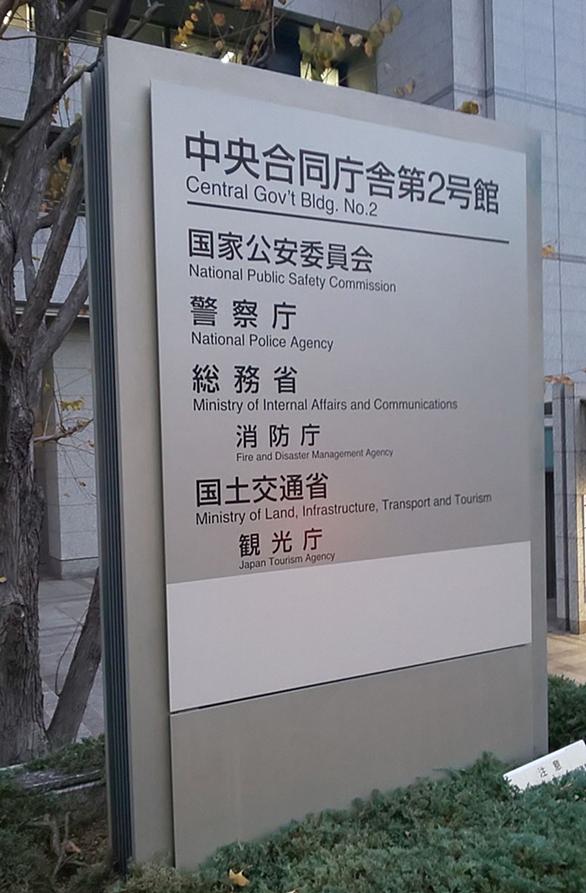 中央合同庁舎第2号館
Central Gov't Bldg. No.2
国家公安委員会
National Public Safety Commission
警察庁
National Police Agency
総務省
Ministry of Internal Affairs and Communications
消防庁
Fire and Disaster Management Agency
国土交通省
Ministry of Land, Infrastructure, Transport and Tourism
観光庁
Japan Tourism Agency
注意